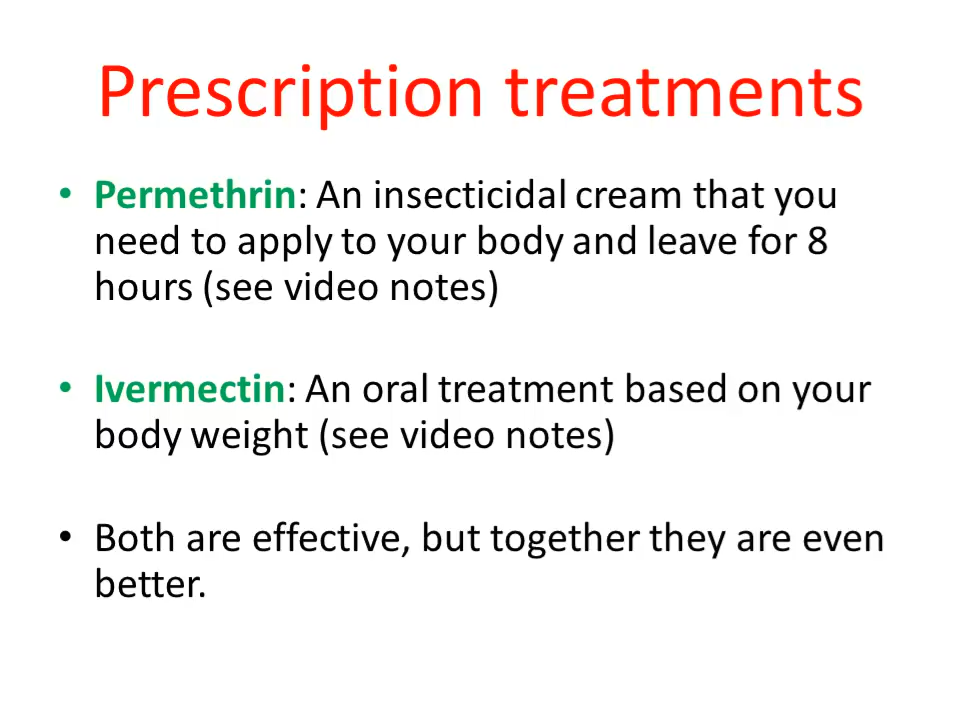 Prescription treatments
• Permethrin: An insecticidal cream that you
need to apply to your body and leave for 8
hours (see video notes)
• Ivermectin: An oral treatment based on your
body weight (see video notes)
• Both are effective, but together they are even
better.